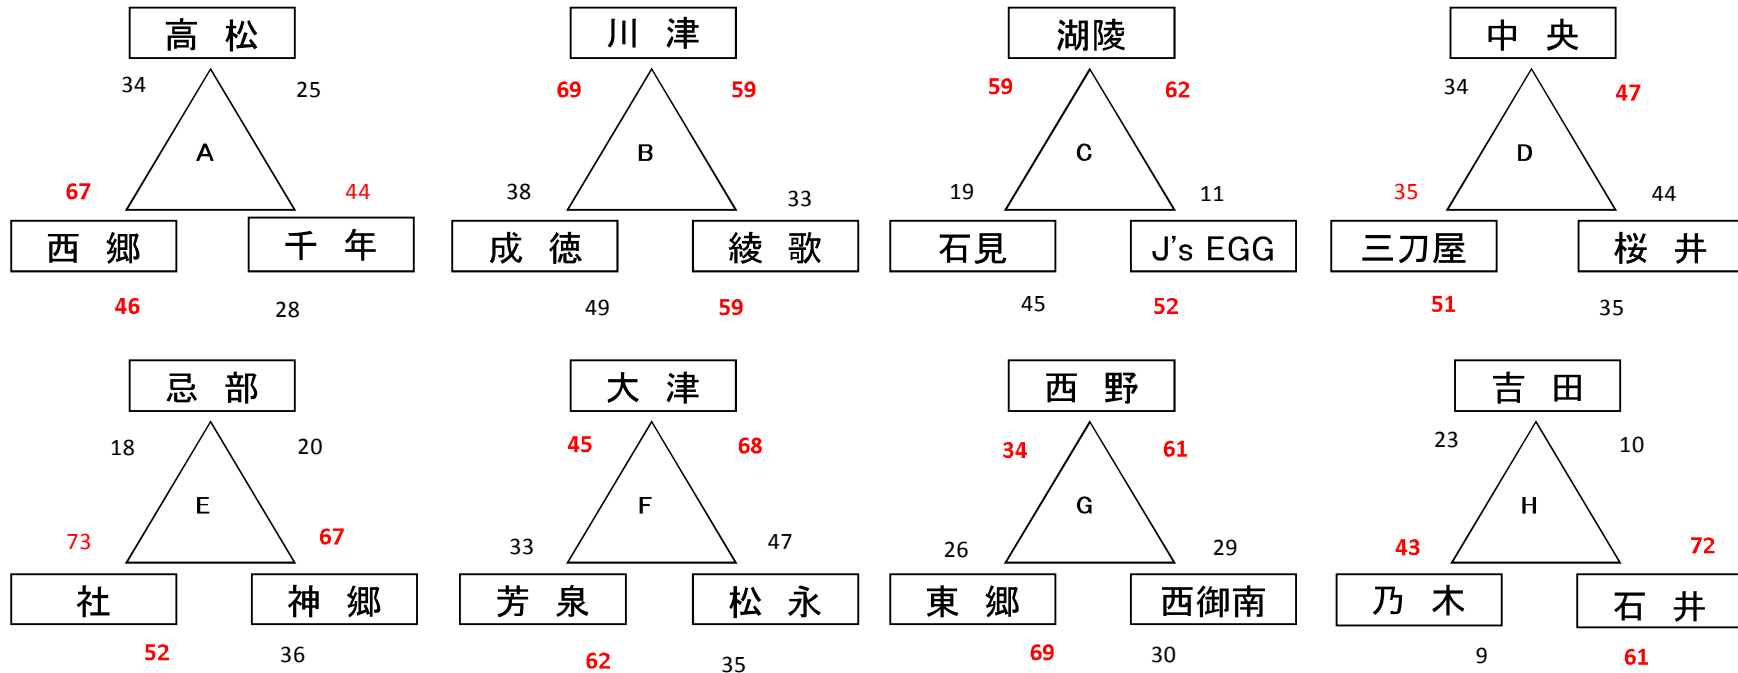 高 松 川 津 湖陵 中 央
34 25 69 59 59 62 34 47
A B C D
67 44 38 33 19 11 35 44
西 郷 千 年 成 徳 綾 歌 石見 J's EGG 三刀屋 桜 井
46 28 49 59 45 52 51 35
忌 部 大 津 西 野 吉 田
18 20 45 68 34 61 23 10
E F G H
73 67 33 47 26 29 43 72
社 神 郷 芳 泉 松 永 東 郷 西御南 乃 木 石 井
52 36 62 35 69 30 9 61